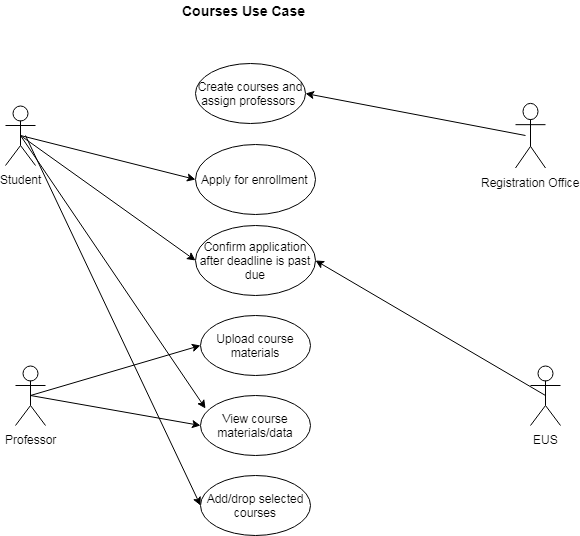 Courses Use Case
Create courses and
assign professors
Student
Registration Office
Apply for enrollment
Confirm application
after deadline is past
due
Upload course
materials
Professor
EUS
View course
materials/data
Add/drop selected
courses